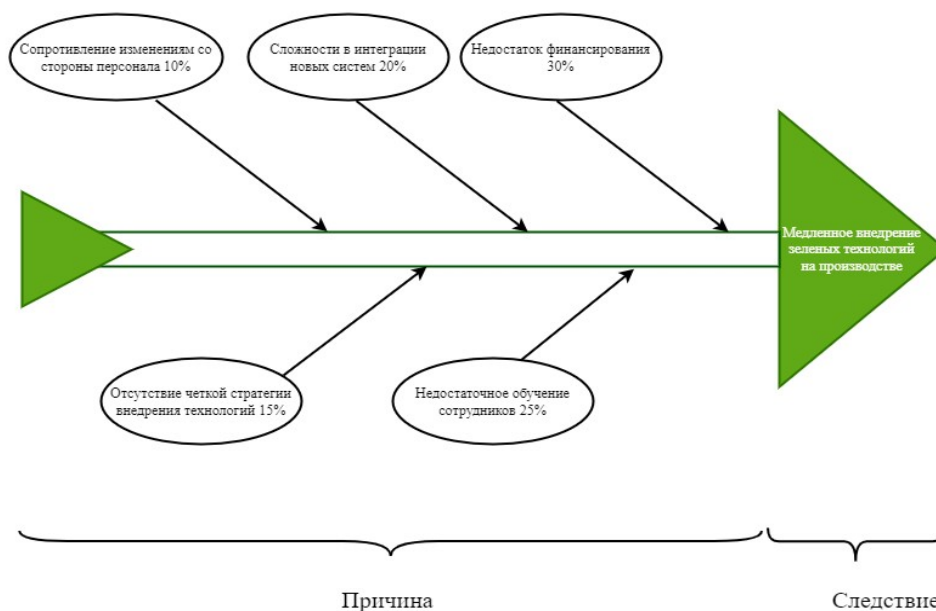 Сопротивление изменениям со
стороны персонала 10%
Сложности в интеграции
новых систем 20%
Недостаток финансирования
30%
Медленное внедрение
зеленых технологий
на производстве
Отсутствие четкой стратегии
внедрения технологий 15%
Недостаточное обучение
сотрудников 25%
Причина
Следствие